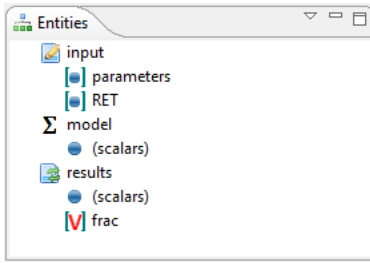 Entities
input
[●] parameters
[●] RET
Σ model
(scalars)
results
(scalars)
[V] frac